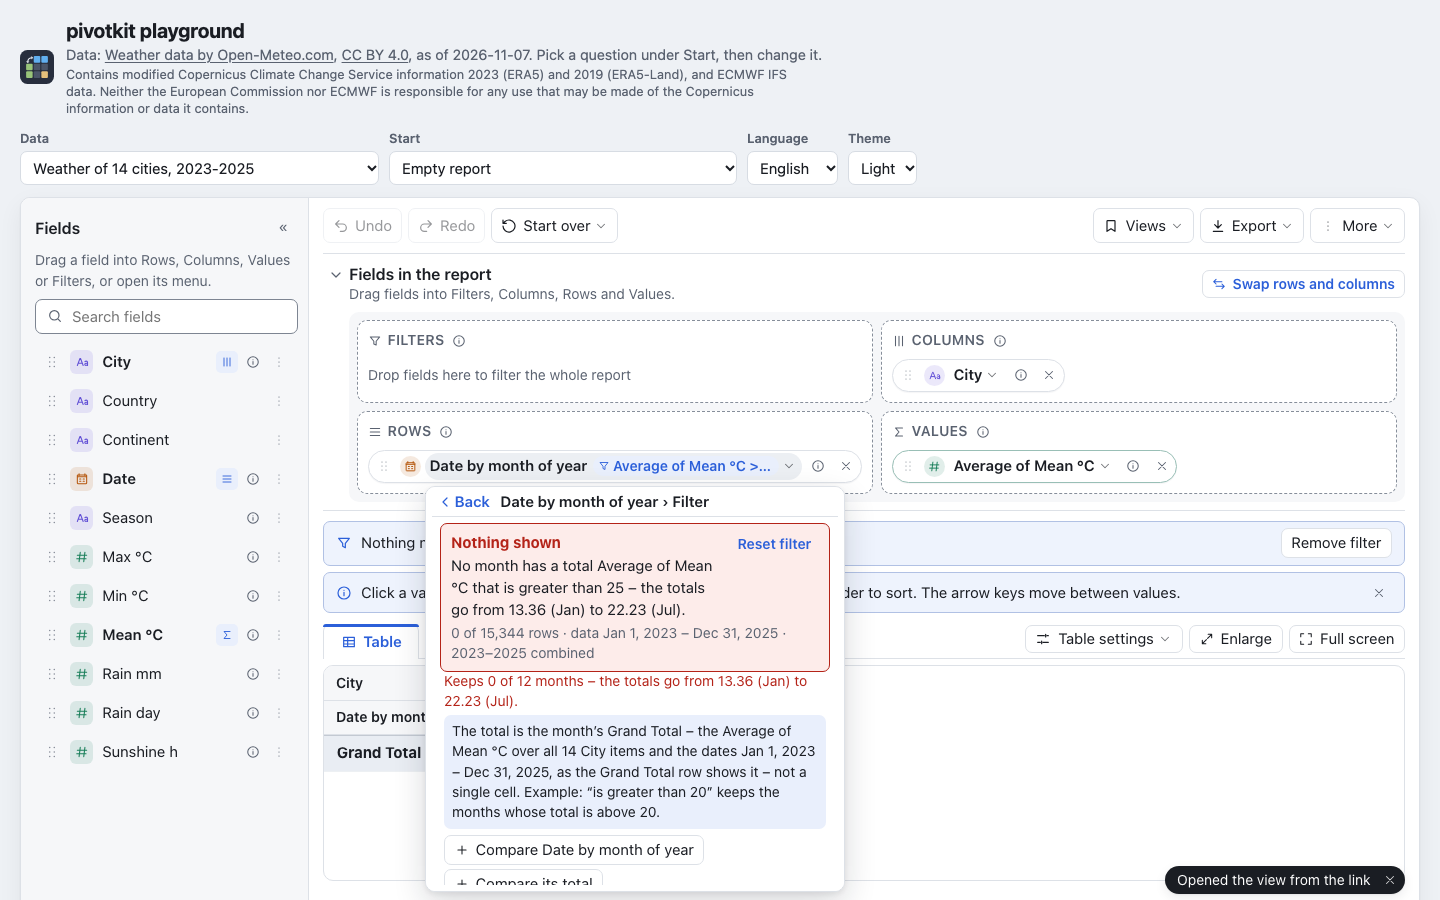 pivotkit playground
Data: Weather data by Open-Meteo.com, CC BY 4.0, as of 2026-11-07. Pick a question under Start, then change it.
Contains modified Copernicus Climate Change Service information 2023 (ERA5) and 2019 (ERA5-Land), and ECMWF IFS
data. Neither the European Commission nor ECMWF is responsible for any use that may be made of the Copernicus
information or data it contains.
Data
Start
Language
Theme
Weather of 14 cities, 2023-2025
Empty report
English
Light
Fields
«
Drag a field into Rows, Columns, Values
or Filters, or open its menu.
Search fields
Aa City
Aa Country
Aa Continent
Date
Aa Season
# Max °C
# Min °C
# Mean °C Σ
# Rain mm
# Rain day
# Sunshine h
Undo
Redo
Start over
Views
Export
More
Fields in the report
Drag fields into Filters, Columns, Rows and Values.
Swap rows and columns
FILTERS
Drop fields here to filter the whole report
COLUMNS
Aa City
ROWS
Date by month of year
Average of Mean °C >...
Σ VALUES
# Average of Mean °C
Back
Date by month of year › Filter
Nothing shown
Reset filter
No month has a total Average of Mean
°C that is greater than 25 – the totals
go from 13.36 (Jan) to 22.23 (Jul).
0 of 15,344 rows · data Jan 1, 2023 – Dec 31, 2025 ·
2023–2025 combined
Keeps 0 of 12 months – the totals go from 13.36 (Jan) to
22.23 (Jul).
The total is the month’s Grand Total – the Average of
Mean °C over all 14 City items and the dates Jan 1, 2023
– Dec 31, 2025, as the Grand Total row shows it – not a
single cell. Example: “is greater than 20” keeps the
months whose total is above 20.
+ Compare Date by month of year
+ Compare its total
Nothing
Remove filter
Click a
to sort. The arrow keys move between values.
Table
Table settings
Enlarge
Full screen
City
Date by
Grand Total
Opened the view from the link